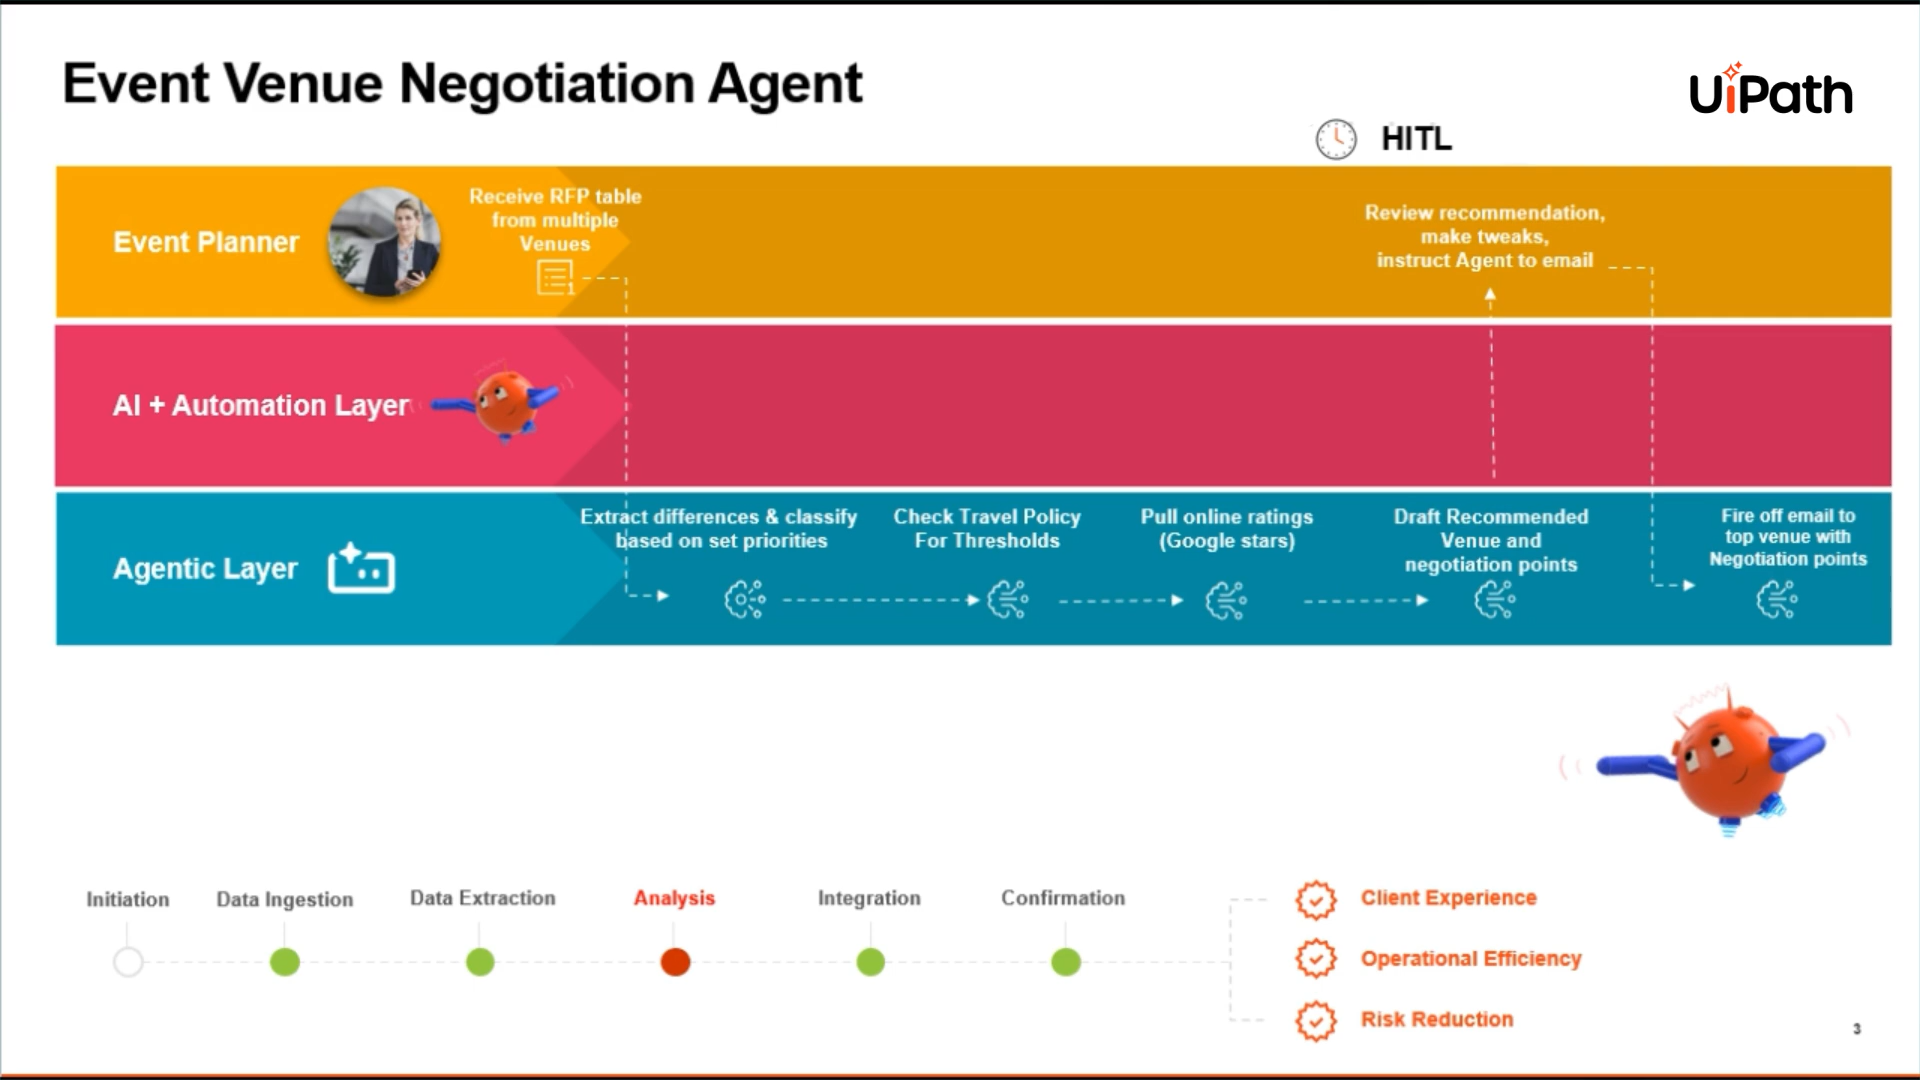 Event Venue Negotiation Agent
UiPath
HITL
Event Planner
Receive RFP table
from multiple
Venues
Review recommendation,
make tweaks,
instruct Agent to email
AI + Automation Layer
Agentic Layer
Extract differences & classify
based on set priorities
Check Travel Policy
For Thresholds
Pull online ratings
(Google stars)
Draft Recommended
Venue and
negotiation points
Fire off email to
top venue with
Negotiation points
Initiation
Data Ingestion
Data Extraction
Analysis
Integration
Confirmation
Client Experience
Operational Efficiency
Risk Reduction
3